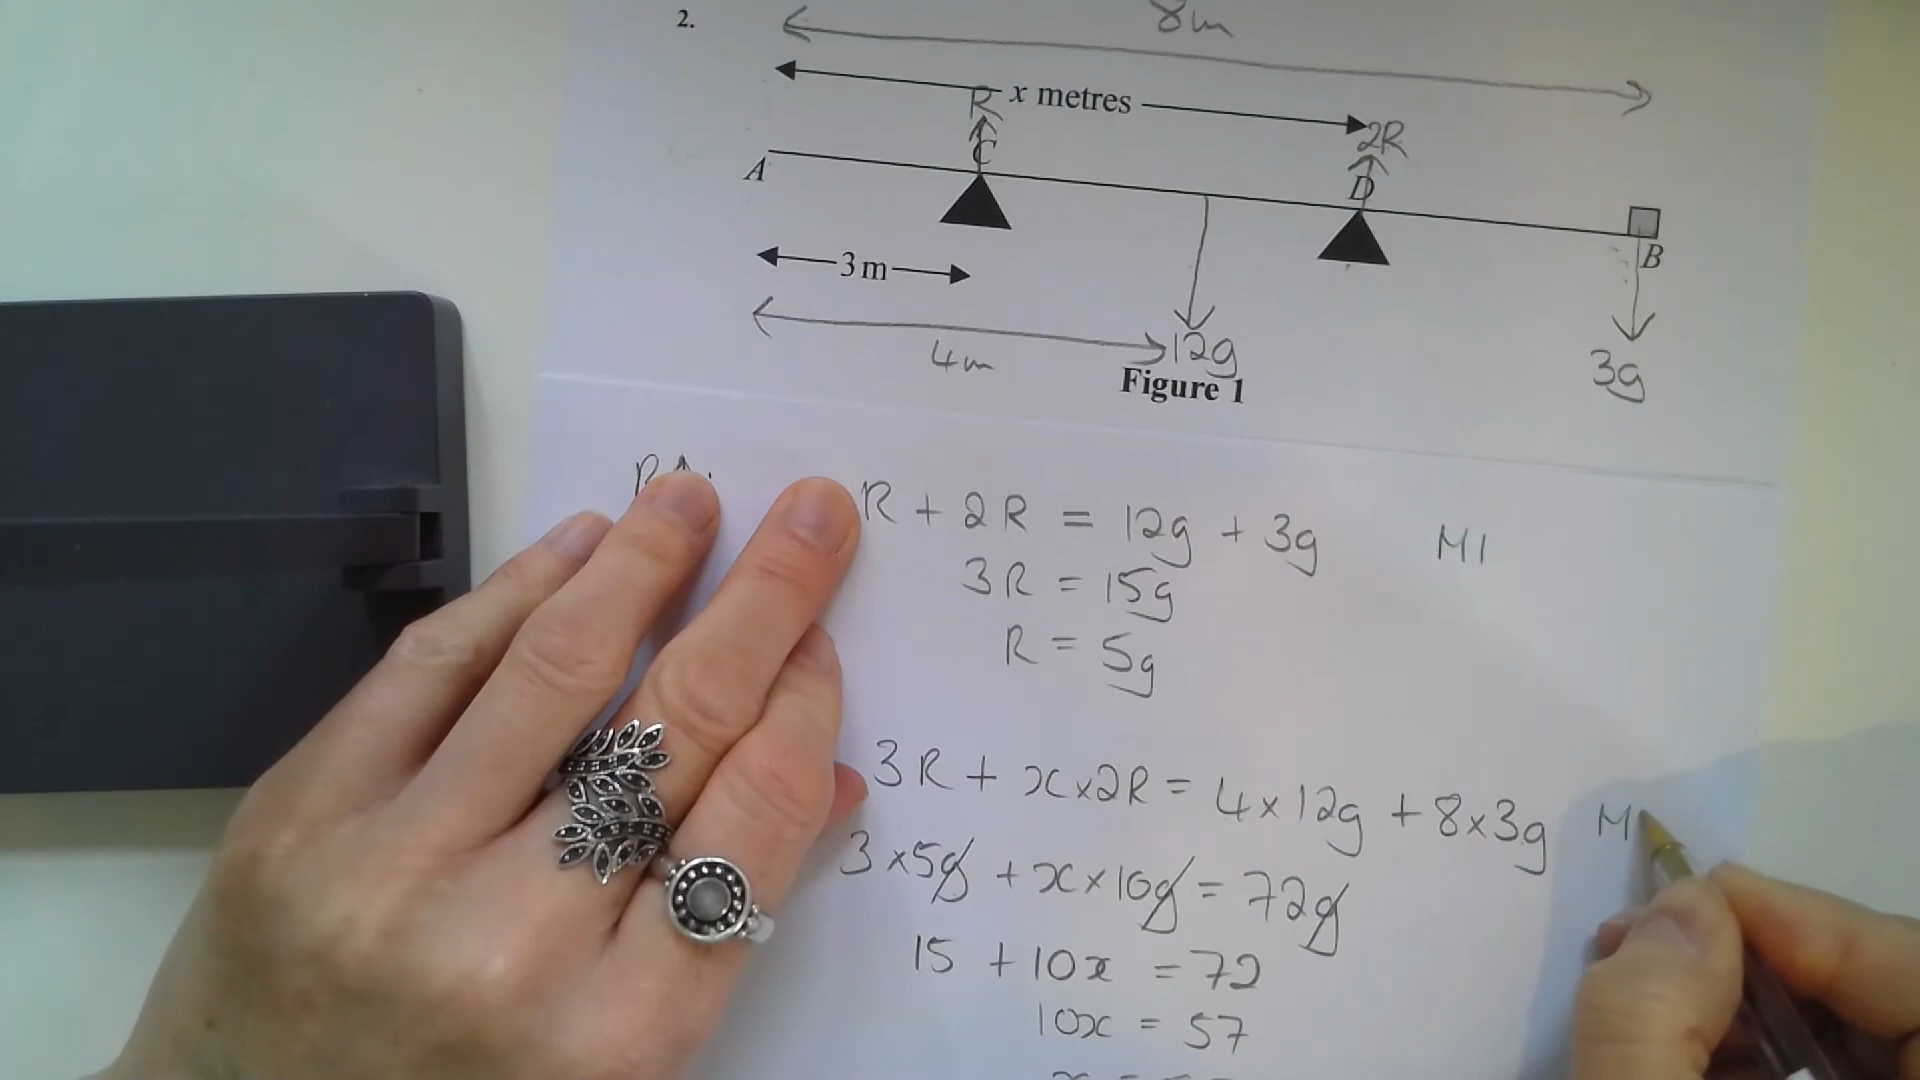 2.
8m
x metres
R
2R
C
D
A
B
3 m
4m
12g
3g
Figure 1
R + 2R = 12g + 3g M1
3R = 15g
R = 5g
3R + x×2R = 4×12g + 8×3g M
3×5g + x×10g = 72g
15 + 10x = 72
10x = 57